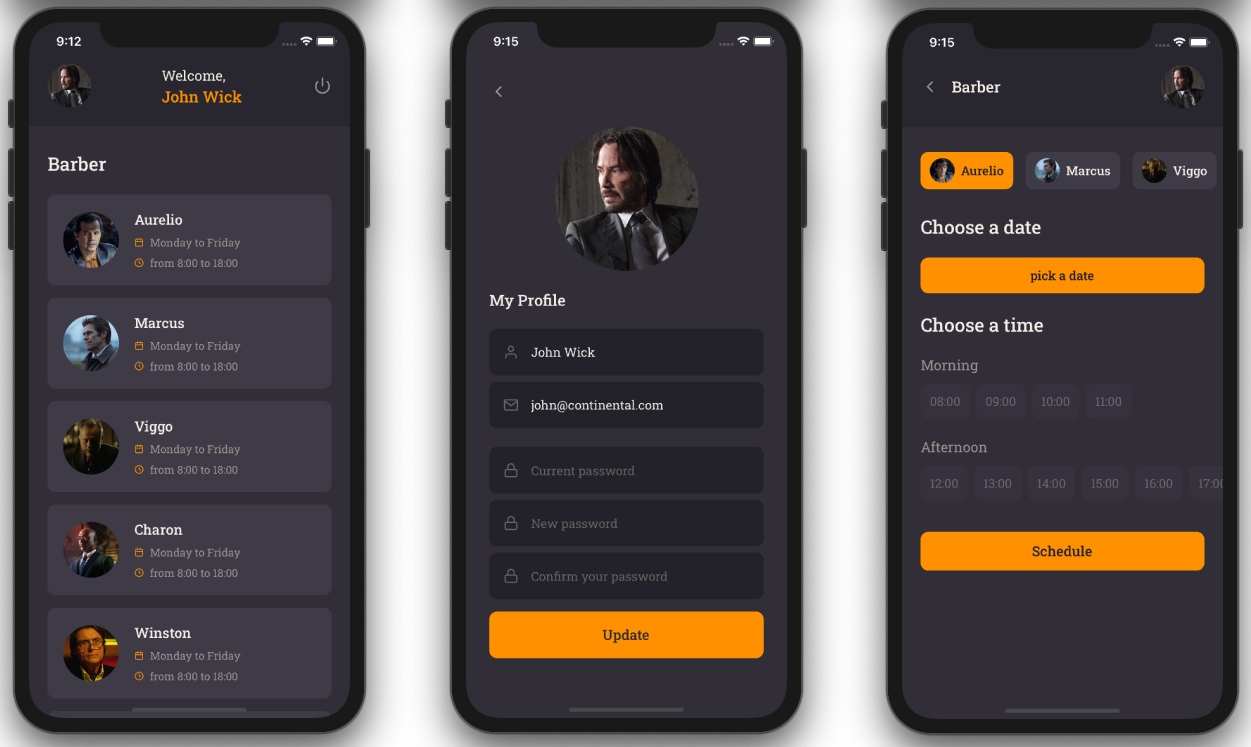 9:12
Welcome,
John Wick
Barber
Aurelio
Monday to Friday
from 8:00 to 18:00
Marcus
Monday to Friday
from 8:00 to 18:00
Viggo
Monday to Friday
from 8:00 to 18:00
Charon
Monday to Friday
from 8:00 to 18:00
Winston
Monday to Friday
from 8:00 to 18:00
9:15
My Profile
John Wick
john@continental.com
Current password
New password
Confirm your password
Update
9:15
Barber
Aurelio Marcus Viggo
Choose a date
pick a date
Choose a time
Morning
08:00 09:00 10:00 11:00
Afternoon
12:00 13:00 14:00 15:00 16:00 17:00
Schedule